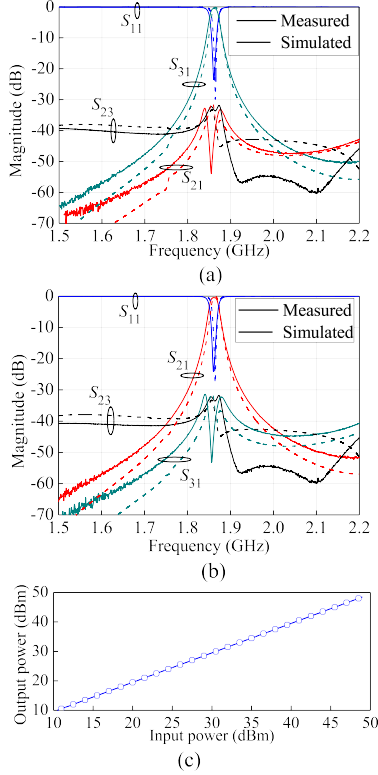 0
-10
-20
-30
-40
-50
-60
-70
Magnitude (dB)
S11
S31
S23
S21
Measured
Simulated
1.5 1.6 1.7 1.8 1.9 2.0 2.1 2.2
Frequency (GHz)
(a)
0
-10
-20
-30
-40
-50
-60
-70
Magnitude (dB)
S11
S21
S23
S31
Measured
Simulated
1.5 1.6 1.7 1.8 1.9 2.0 2.1 2.2
Frequency (GHz)
(b)
50
40
30
20
10
Output power (dBm)
10 15 20 25 30 35 40 45 50
Input power (dBm)
(c)